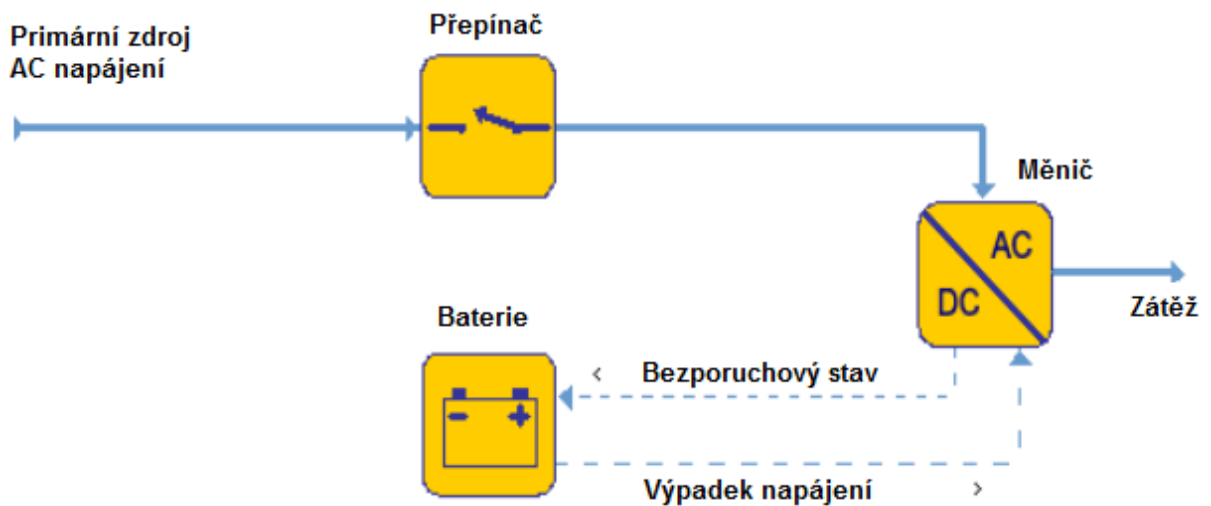 Přepínač
Primární zdroj
AC napájení
Měnič
AC
DC
Zátěž
Baterie
< Bezporuchový stav
Výpadek napájení >